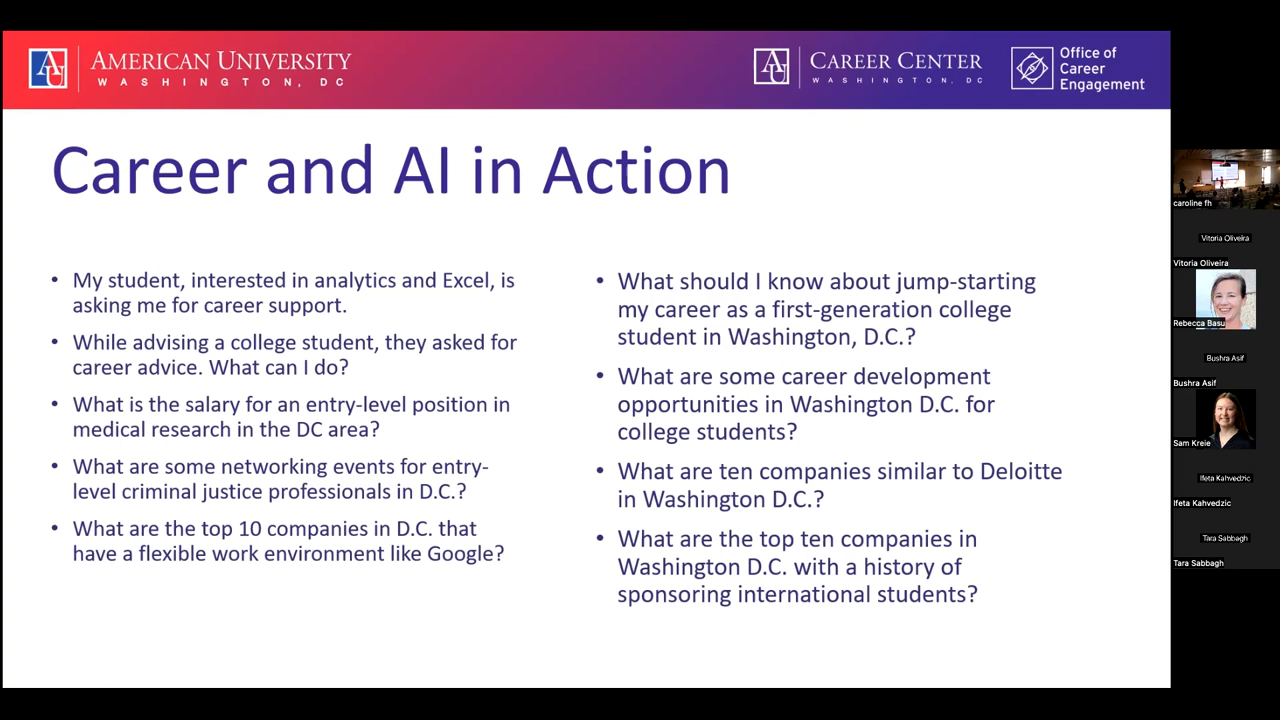 AMERICAN UNIVERSITY
WASHINGTON, DC
CAREER CENTER
WASHINGTON, DC
Office of
Career
Engagement
Career and AI in Action
• My student, interested in analytics and Excel, is
asking me for career support.
• While advising a college student, they asked for
career advice. What can I do?
• What is the salary for an entry-level position in
medical research in the DC area?
• What are some networking events for entry-
level criminal justice professionals in D.C.?
• What are the top 10 companies in D.C. that
have a flexible work environment like Google?
• What should I know about jump-starting
my career as a first-generation college
student in Washington, D.C.?
• What are some career development
opportunities in Washington D.C. for
college students?
• What are ten companies similar to Deloitte
in Washington D.C.?
• What are the top ten companies in
Washington D.C. with a history of
sponsoring international students?
caroline fh
Vitoria Oliveira
Vitoria Oliveira
Rebecca Basu
Bushra Asif
Bushra Asif
Sam Kreie
Ifeta Kahvedzic
Ifeta Kahvedzic
Tara Sabbagh
Tara Sabbagh